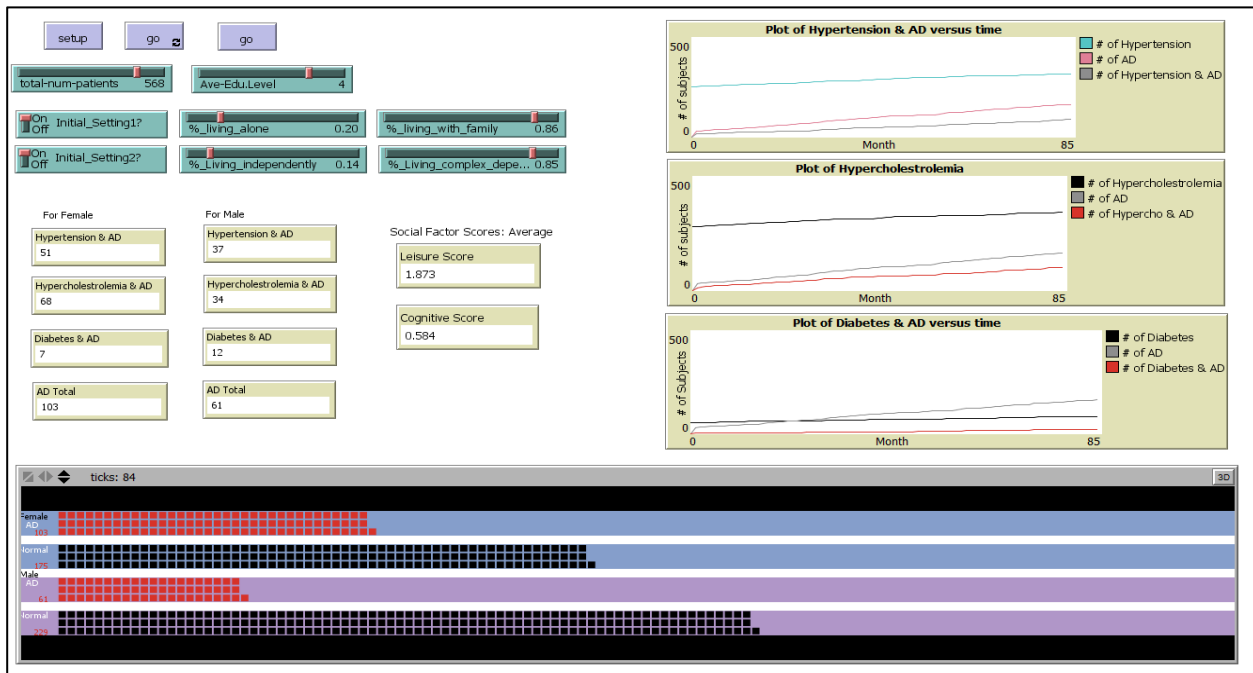 setup
go
go
total-num-patients 568
Ave-Edu.Level 4
On
Off
Initial_Setting1?
%_living_alone 0.20
%_living_with_family 0.86
On
Off
Initial_Setting2?
%_Living_independently 0.14
%_Living_complex_depe... 0.85
For Female
Hypertension & AD
51
Hypercholestrolemia & AD
68
Diabetes & AD
7
AD Total
103
For Male
Hypertension & AD
37
Hypercholestrolemia & AD
34
Diabetes & AD
12
AD Total
61
Social Factor Scores: Average
Leisure Score
1.873
Cognitive Score
0.584
Plot of Hypertension & AD versus time
500
# of subjects
0
0
Month
85
# of Hypertension
# of AD
# of Hypertension & AD
Plot of Hypercholestrolemia
500
# of subjects
0
0
Month
85
# of Hypercholestrolemia
# of AD
# of Hypercho & AD
Plot of Diabetes & AD versus time
500
# of Subjects
0
0
Month
85
# of Diabetes
# of AD
# of Diabetes & AD
ticks: 84
3D
Female
AD
103
Normal
175
Male
AD
61
Normal
229